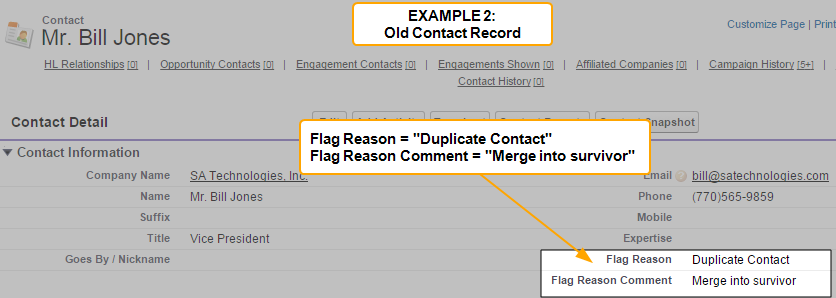 Contact
Mr. Bill Jones
EXAMPLE 2:
Old Contact Record
Customize Page | Print
HL Relationships [0] | Opportunity Contacts [0] | Engagement Contacts [0] | Engagements Shown [0] | Affiliated Companies [0] | Campaign History [5+] |
Contact History [0]
Contact Detail
Snapshot
Flag Reason = "Duplicate Contact"
Flag Reason Comment = "Merge into survivor"
Contact Information
Company Name SA Technologies, Inc. Email ? bill@satechnologies.com
Name Mr. Bill Jones Phone (770)565-9859
Suffix Mobile
Title Vice President Expertise
Goes By / Nickname Flag Reason Duplicate Contact
Flag Reason Comment Merge into survivor